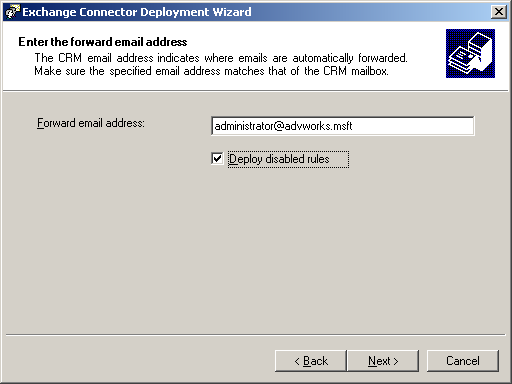 Exchange Connector Deployment Wizard
Enter the forward email address
The CRM email address indicates where emails are automatically forwarded.
Make sure the specified email address matches that of the CRM mailbox.
Forward email address:
administrator@advworks.msft
Deploy disabled rules
< Back
Next >
Cancel